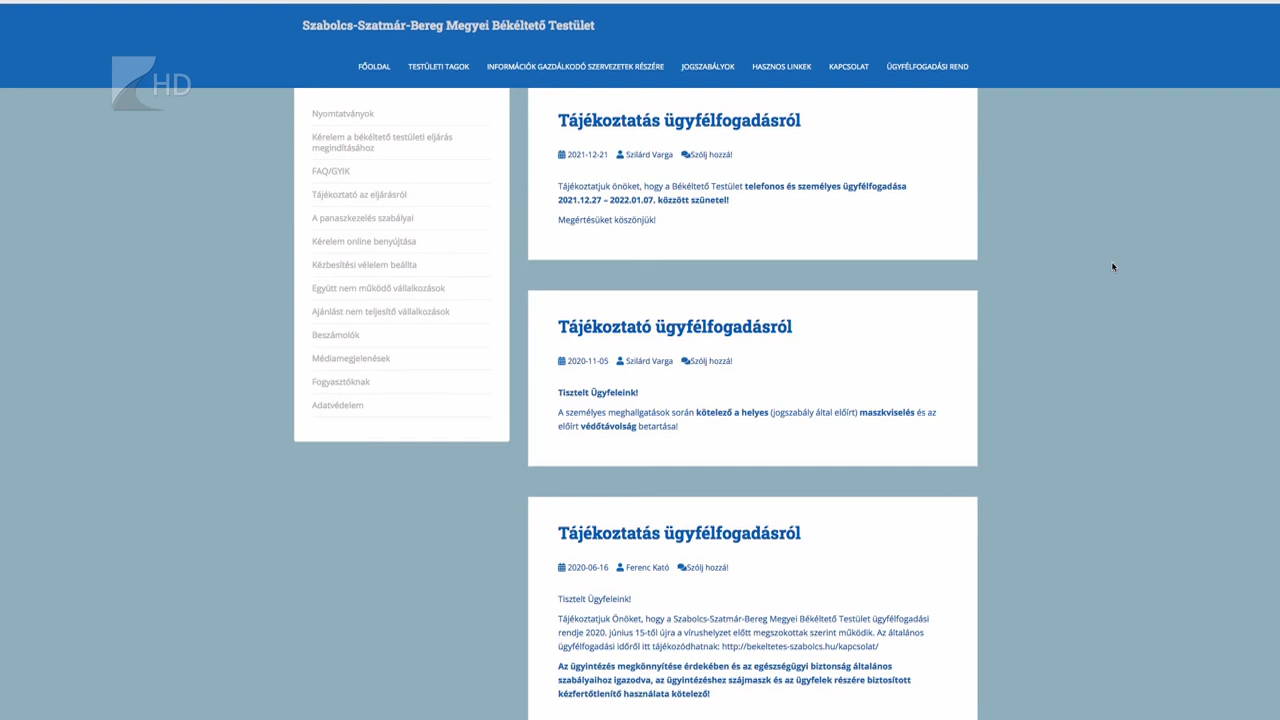 Szabolcs-Szatmár-Bereg Megyei Békéltető Testület
FŐOLDAL TESTÜLETI TAGOK INFORMÁCIÓK GAZDÁLKODÓ SZERVEZETEK RÉSZÉRE JOGSZABÁLYOK HASZNOS LINKEK KAPCSOLAT ÜGYFÉLFOGADÁSI REND
HD
Nyomtatványok
Kérelem a békéltető testületi eljárás
megindításához
FAQ/GYIK
Tájékoztató az eljárásról
A panaszkezelés szabályai
Kérelem online benyújtása
Kézbesítési vélelem beállta
Együtt nem működő vállalkozások
Ajánlást nem teljesítő vállalkozások
Beszámolók
Médiamegjelenések
Fogyasztóknak
Adatvédelem
Tájékoztatás ügyfélfogadásról
2021-12-21 Szilárd Varga Szólj hozzá!
Tájékoztatjuk önöket, hogy a Békéltető Testület telefonos és személyes ügyfélfogadása
2021.12.27 – 2022.01.07. között szünetel!
Megértésüket köszönjük!
Tájékoztató ügyfélfogadásról
2020-11-05 Szilárd Varga Szólj hozzá!
Tisztelt Ügyfeleink!
A személyes meghallgatások során kötelező a helyes (jogszabály által előírt) maszkviselés és az
előírt védőtávolság betartása!
Tájékoztatás ügyfélfogadásról
2020-06-16 Ferenc Kató Szólj hozzá!
Tisztelt Ügyfeleink!
Tájékoztatjuk Önöket, hogy a Szabolcs-Szatmár-Bereg Megyei Békéltető Testület ügyfélfogadási
rendje 2020. június 15-től újra a vírushelyzet előtt megszokottak szerint működik. Az általános
ügyfélfogadási időről itt tájékozódhatnak: http://bekeltetes-szabolcs.hu/kapcsolat/
Az ügyintézés megkönnyítése érdekében és az egészségügyi biztonság általános
szabályaihoz igazodva, az ügyintézéshez szájmaszk és az ügyfelek részére biztosított
kézfertőtlenítő használata kötelező!